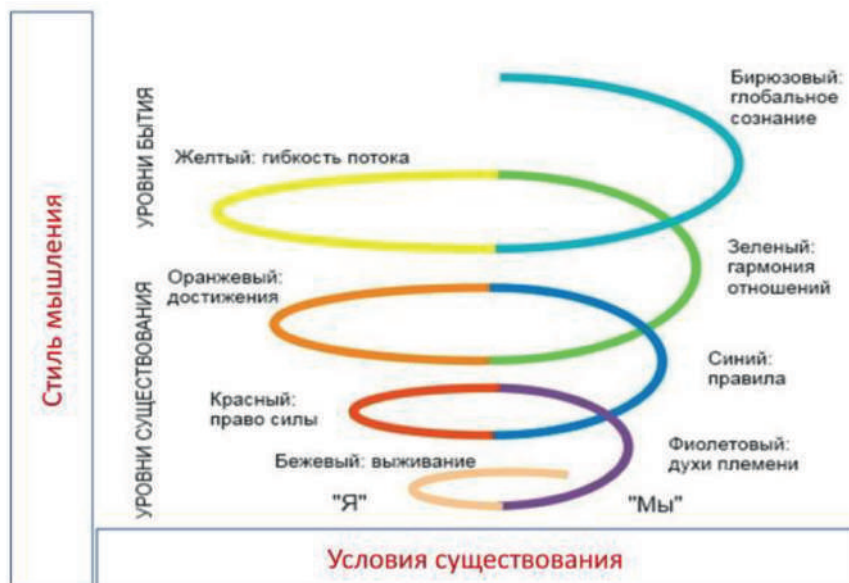 Бирюзовый:
глобальное
сознание
Желтый: гибкость потока
Зеленый:
гармония
отношений
Оранжевый:
достижения
Синий:
правила
Красный:
право силы
Фиолетовый:
духи племени
Бежевый: выживание
"Я"
"Мы"
УРОВНИ БЫТИЯ
УРОВНИ СУЩЕСТВОВАНИЯ
Стиль мышления
Условия существования